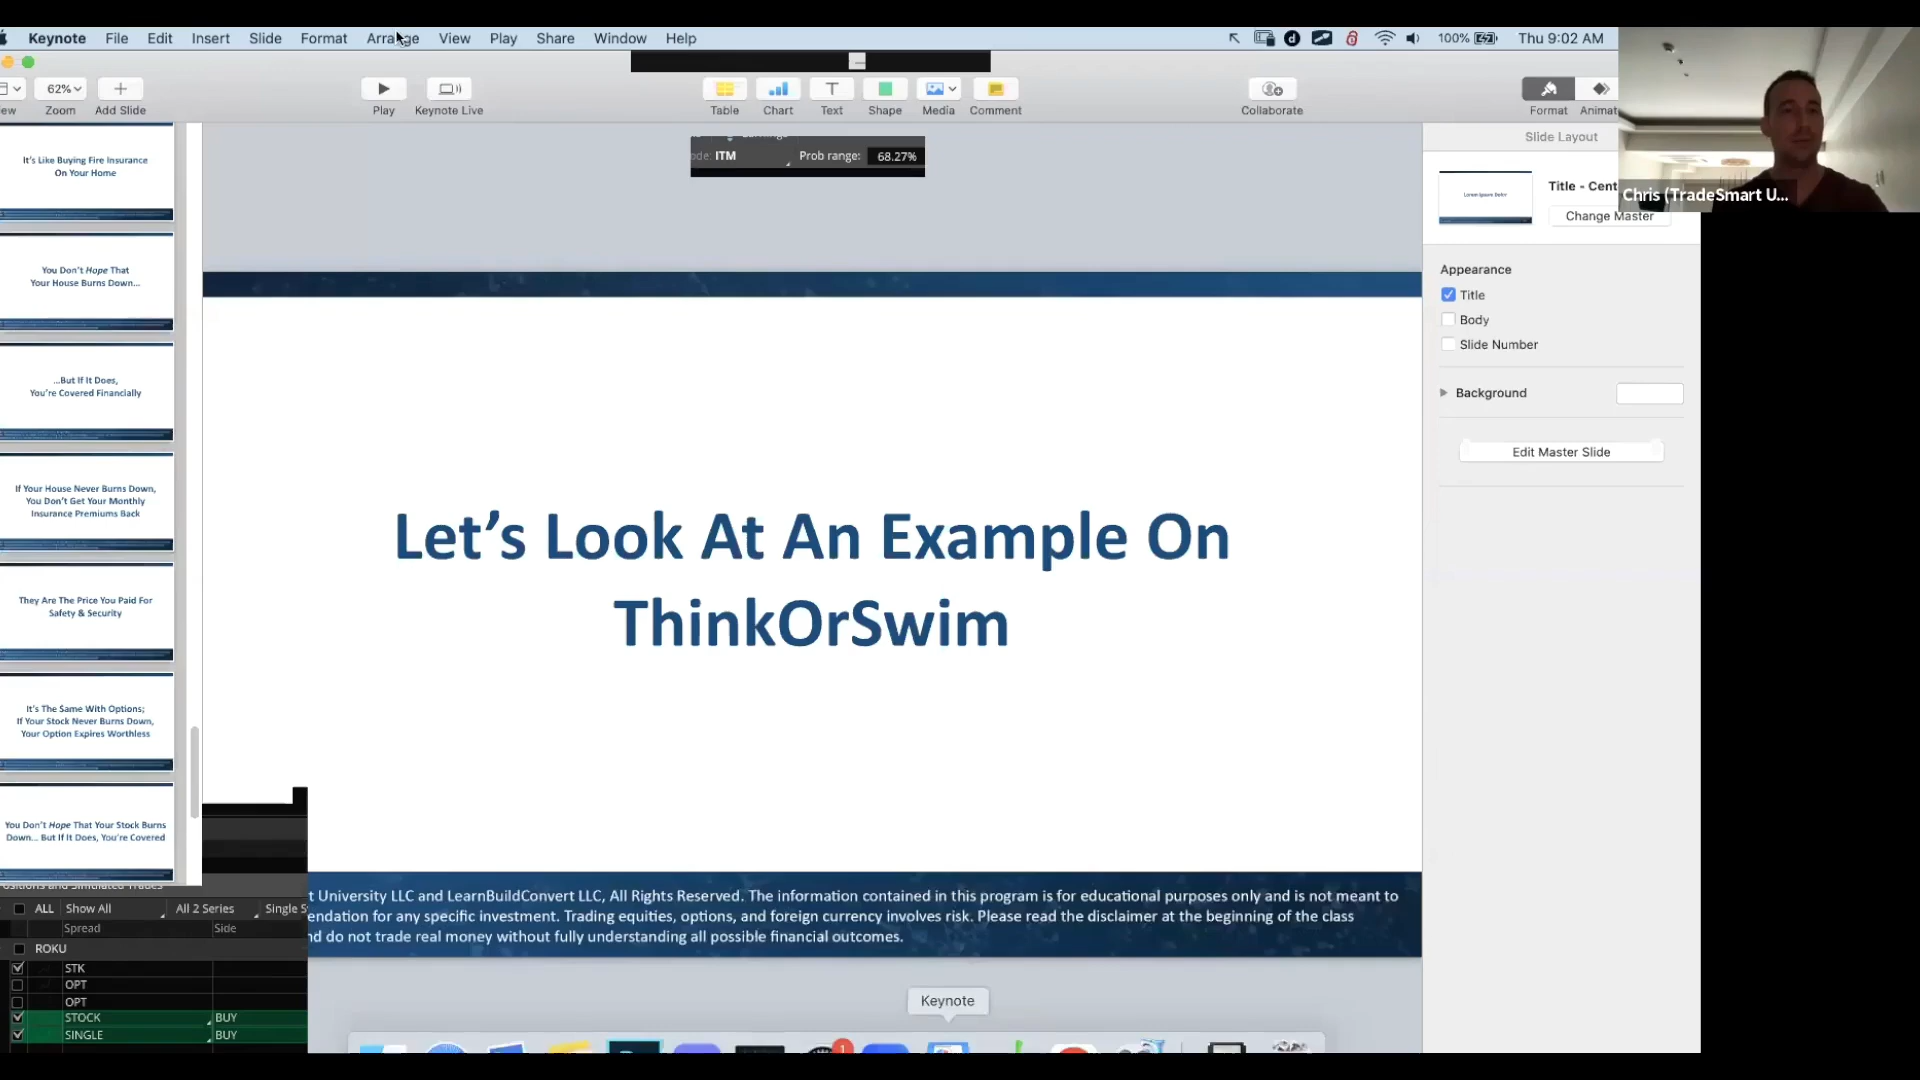 Keynote File Edit Insert Slide Format Arrange View Play Share Window Help
100% Thu 9:02 AM
62%
Zoom Add Slide Play Keynote Live Table Chart Text Shape Media Comment Collaborate Format Animat
ITM Prob range: 68.27%
Slide Layout
Title - Cent
Change Master
Chris (TradeSmart U...
Appearance
Title
Body
Slide Number
Background
Edit Master Slide
It's Like Buying Fire Insurance
On Your Home
You Don't Hope That
Your House Burns Down...
...But If It Does,
You're Covered Financially
If Your House Never Burns Down,
You Don't Get Your Monthly
Insurance Premiums Back
They Are The Price You Paid For
Safety & Security
It's The Same With Options;
If Your Stock Never Burns Down,
Your Option Expires Worthless
You Don't Hope That Your Stock Burns
Down... But If It Does, You're Covered
Let's Look At An Example On
ThinkOrSwim
t University LLC and LearnBuildConvert LLC, All Rights Reserved. The information contained in this program is for educational purposes only and is not meant to
endation for any specific investment. Trading equities, options, and foreign currency involves risk. Please read the disclaimer at the beginning of the class
nd do not trade real money without fully understanding all possible financial outcomes.
ALL Show All All 2 Series Single S
Spread Side
ROKU
STK
OPT
OPT
STOCK BUY
SINGLE BUY
Keynote
1